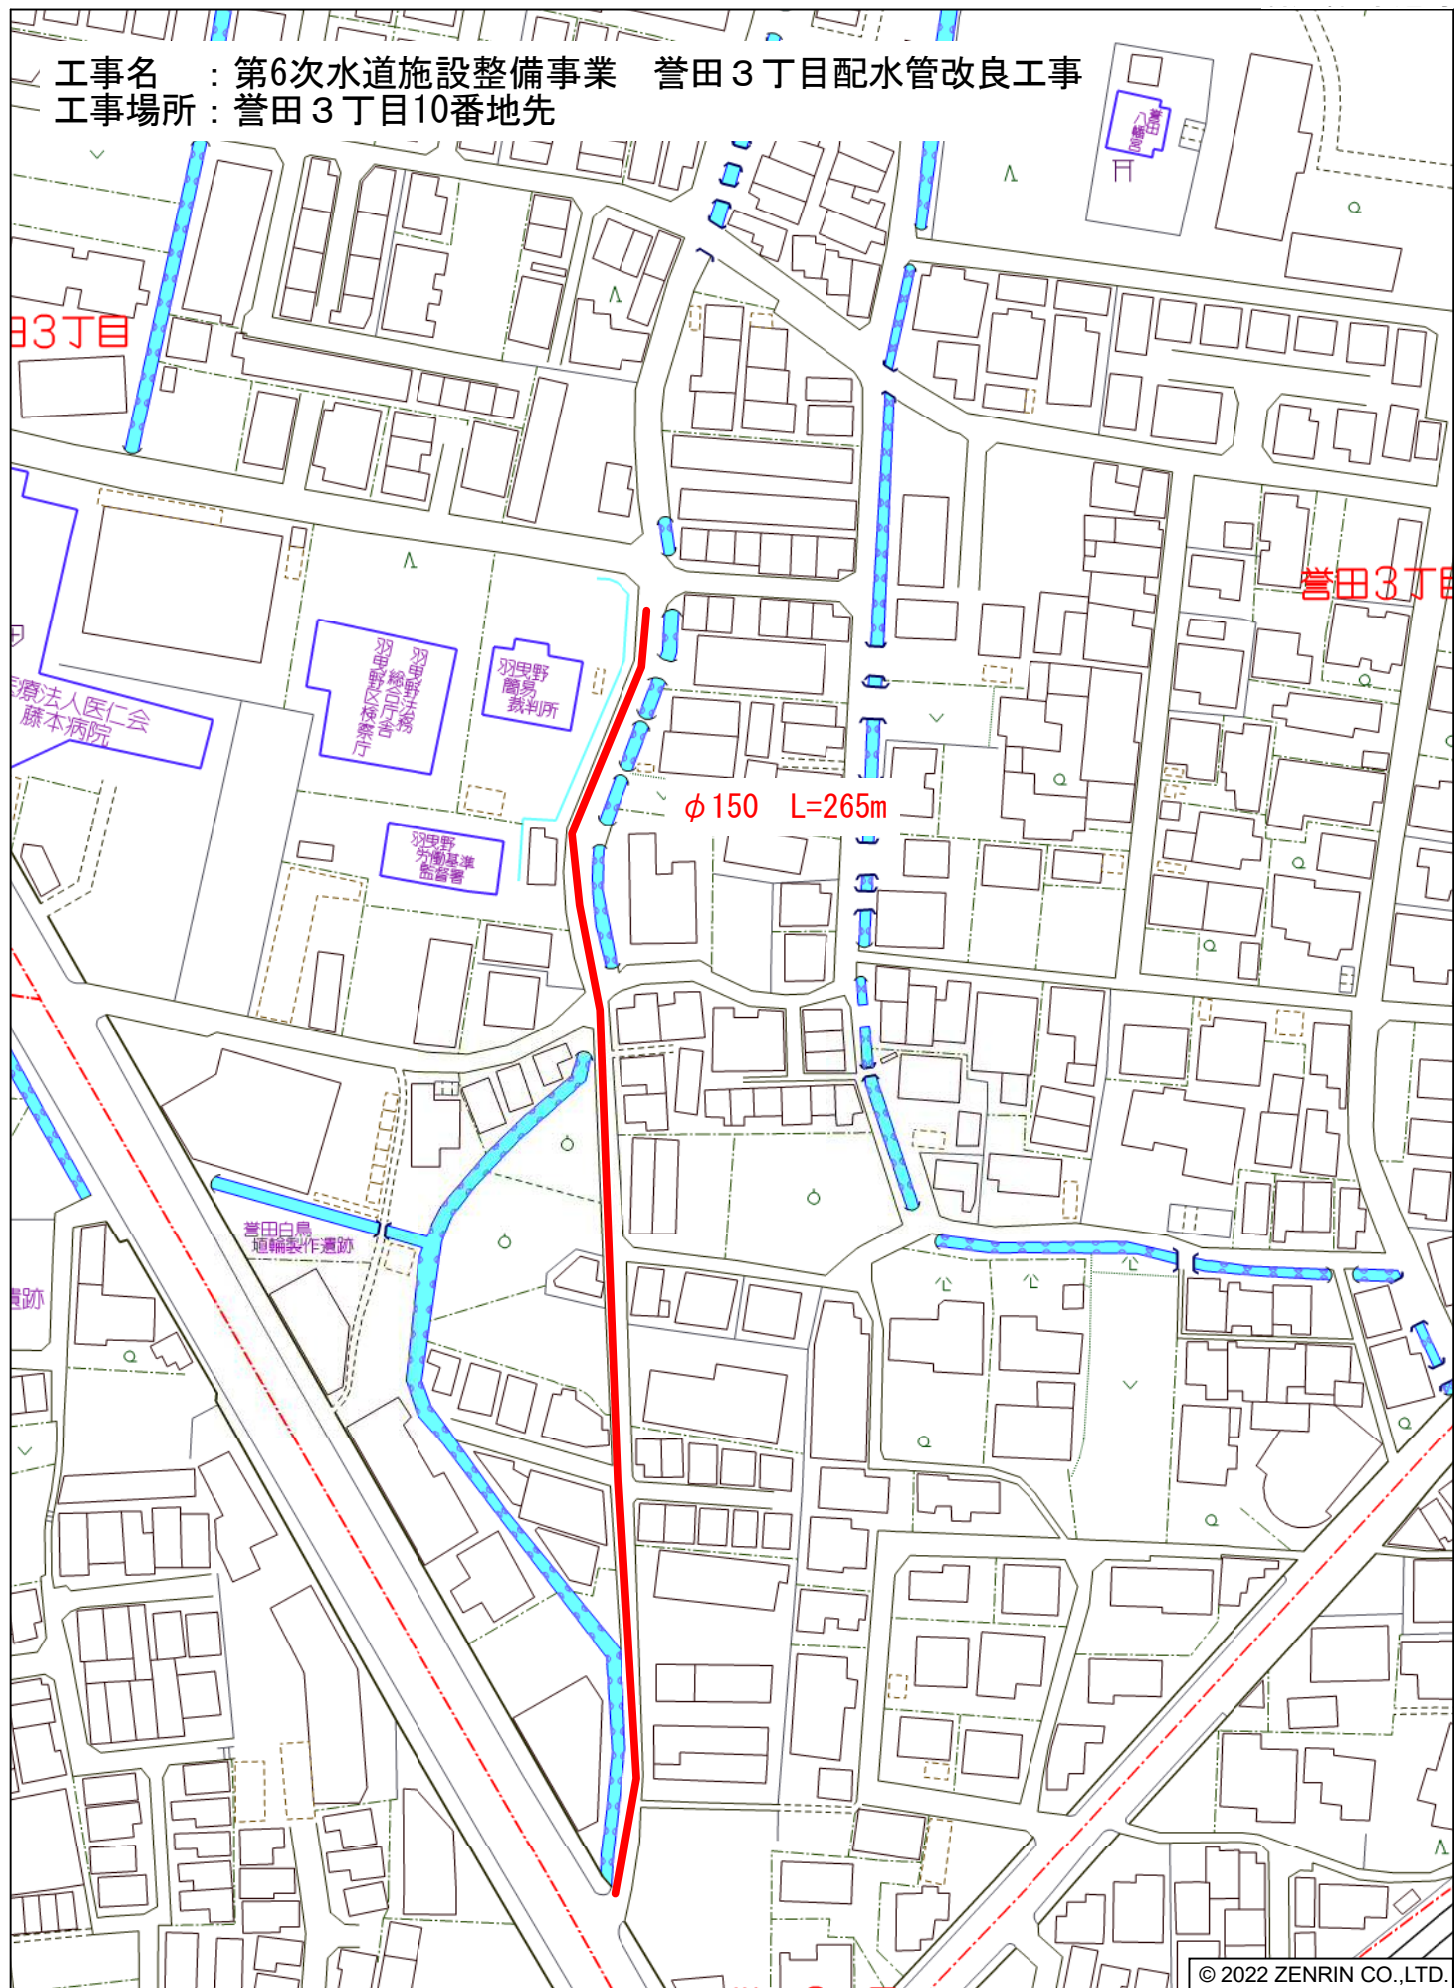 工事名　：第6次水道施設整備事業　誉田３丁目配水管改良工事
工事場所：誉田３丁目10番地先
誉田
八幡宮
田3丁目
誉田3丁目
羽曳野法務
総合庁舎
羽曳野区検察庁
羽曳野
簡易
裁判所
療法人医仁会
藤本病院
φ150　L=265m
羽曳野
労働基準
監督署
誉田白鳥
埴輪製作遺跡
遺跡
© 2022 ZENRIN CO.,LTD.